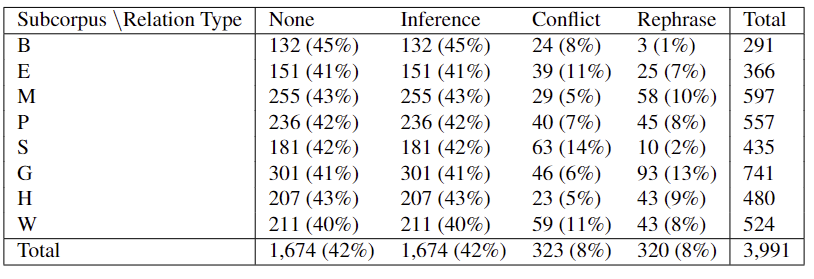 Subcorpus \Relation Type None Inference Conflict Rephrase Total
B 132 (45%) 132 (45%) 24 (8%) 3 (1%) 291
E 151 (41%) 151 (41%) 39 (11%) 25 (7%) 366
M 255 (43%) 255 (43%) 29 (5%) 58 (10%) 597
P 236 (42%) 236 (42%) 40 (7%) 45 (8%) 557
S 181 (42%) 181 (42%) 63 (14%) 10 (2%) 435
G 301 (41%) 301 (41%) 46 (6%) 93 (13%) 741
H 207 (43%) 207 (43%) 23 (5%) 43 (9%) 480
W 211 (40%) 211 (40%) 59 (11%) 43 (8%) 524
Total 1,674 (42%) 1,674 (42%) 323 (8%) 320 (8%) 3,991